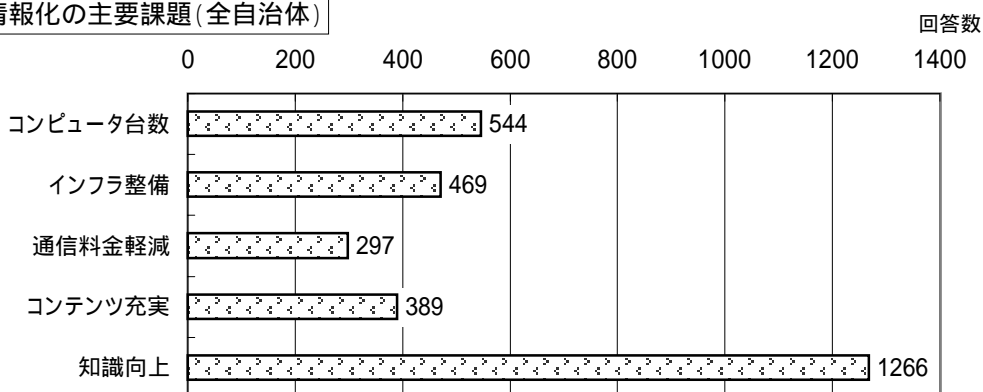 情報化の主要課題(全自治体)
回答数
0 200 400 600 800 1000 1200 1400
コンピュータ台数 544
インフラ整備 469
通信料金軽減 297
コンテンツ充実 389
知識向上 1266